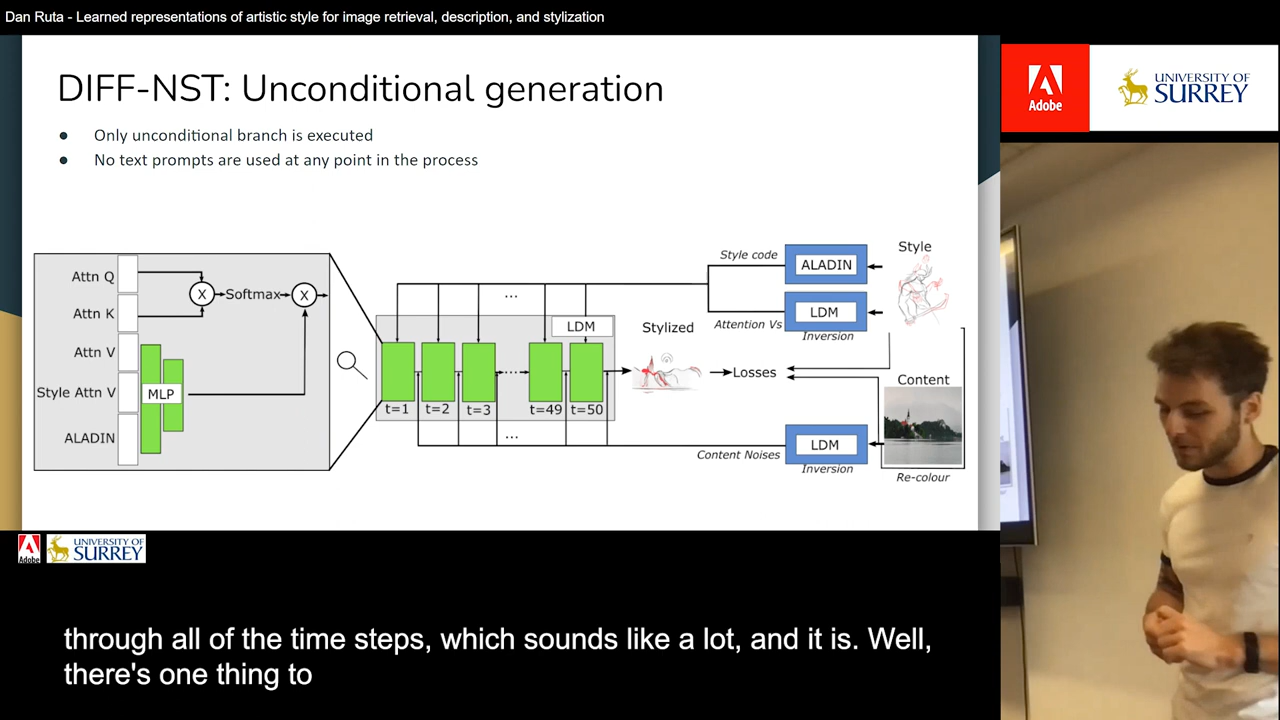 Dan Ruta - Learned representations of artistic style for image retrieval, description, and stylization
DIFF-NST: Unconditional generation
● Only unconditional branch is executed
● No text prompts are used at any point in the process
Attn Q
Attn K
Attn V
Style Attn V
ALADIN
X
Softmax
X
MLP
t=1
t=2
t=3
...
t=49
t=50
...
...
LDM
Stylized
Losses
Style code
ALADIN
Style
Attention Vs
LDM
Inversion
Content
Content Noises
LDM
Inversion
Re-colour
Adobe
UNIVERSITY OF
SURREY
Adobe
UNIVERSITY OF
SURREY
through all of the time steps, which sounds like a lot, and it is. Well,
there's one thing to